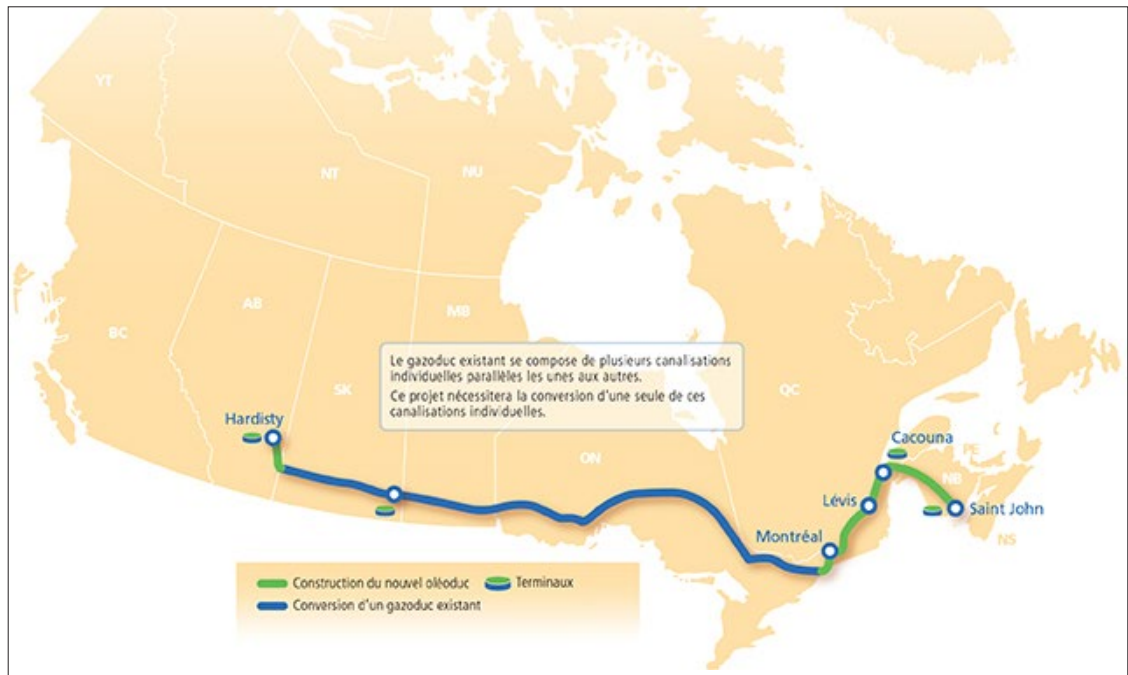 YT
NT
NU
BC
AB
SK
MB
Le gazoduc existant se compose de plusieurs canalisations
individuelles parallèles les unes aux autres.
Ce projet nécessitera la conversion d'une seule de ces
canalisations individuelles.
QC
Hardisty
ON
Cacouna
PE
NB
Lévis
Saint John
Montréal
NS
Construction du nouvel oléoduc
Terminaux
Conversion d'un gazoduc existant